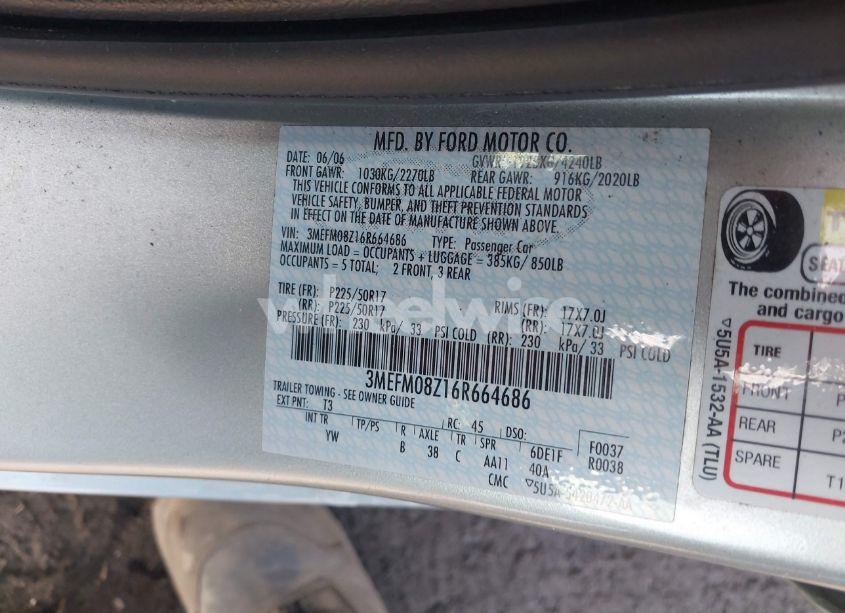 MFD. BY FORD MOTOR CO.
DATE: 06/06 GVWR: KG/4240LB
FRONT GAWR: 1030KG/2270LB REAR GAWR: 916KG/2020LB
THIS VEHICLE CONFORMS TO ALL APPLICABLE FEDERAL MOTOR
VEHICLE SAFETY, BUMPER, AND THEFT PREVENTION STANDARDS
IN EFFECT ON THE DATE OF MANUFACTURE SHOWN ABOVE.
VIN: 3MEFM08Z16R664686 TYPE: Passenger Car
MAXIMUM LOAD = OCCUPANTS + LUGGAGE = 385KG/ 850LB
OCCUPANTS = 5 TOTAL; 2 FRONT, 3 REAR
TIRE (FR): P225/50R17 RIMS (FR): 17X7.0J
(RR): P225/50R17 (RR): 17X7.0J
PRESSURE (FR): 230 kPa/ 33 PSI COLD (RR): 230 kPa/ 33 PSI COLD
3MEFM08Z16R664686
TRAILER TOWING - SEE OWNER GUIDE
EXT PNT: T3 RC: 45 DSO:
INT TR TP/PS R AXLE TR SPR 6DE1F F0037
YW B 38 C AA11 40A R0038
CMC
▽5U5A-1532-AA (TLU)
SEAT
The combined
and cargo
TIRE
FRONT P
REAR P2
SPARE T1